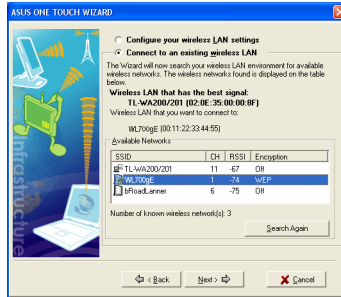 ASUS ONE TOUCH WIZARD
Configure your wireless LAN settings
Connect to an existing wireless LAN
The Wizard will now search your wireless LAN environment for available
wireless networks. The wireless networks found is displayed on the table
below.
Wireless LAN that has the best signal:
TL-WA200/201 (02:0E:35:00:00:8F)
Wireless LAN that you want to connect to:
WL700gE (00:11:22:33:44:55)
Available Networks
SSID CH RSSI Encryption
TL-WA200/201 11 -67 Off
WL700gE 1 -74 WEP
bRoadLanner 6 -75 Off
Number of known wireless network(s): 3
Search Again
< Back
Next >
Cancel
Infrastructure